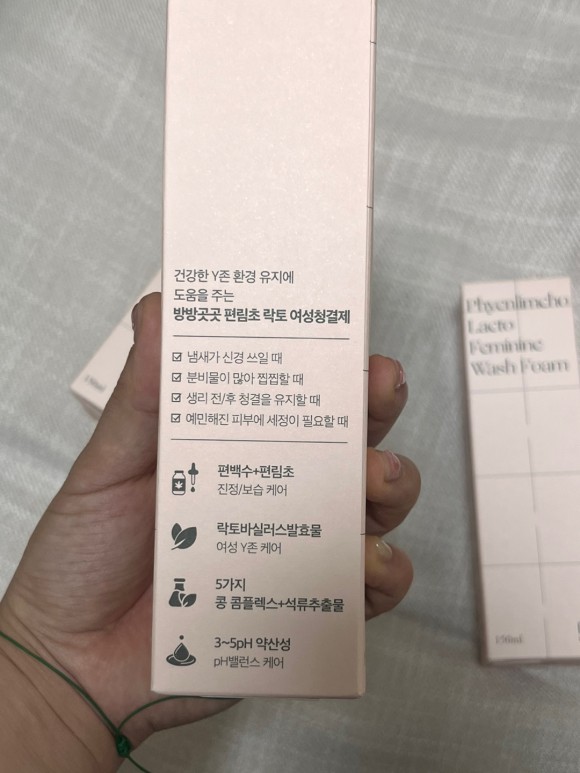 건강한 Y존 환경 유지에
도움을 주는
방방곳곳 편림초 락토 여성청결제
냄새가 신경 쓰일 때
분비물이 많아 찝찝할 때
생리 전/후 청결을 유지할 때
예민해진 피부에 세정이 필요할 때
편백수+편림초
진정/보습 케어
락토바실러스발효물
여성 Y존 케어
5가지
콩 콤플렉스+석류추출물
3~5pH 약산성
pH밸런스 케어
Phyenlimcho
Lacto
Feminine
Wash Foam
150ml
150ml